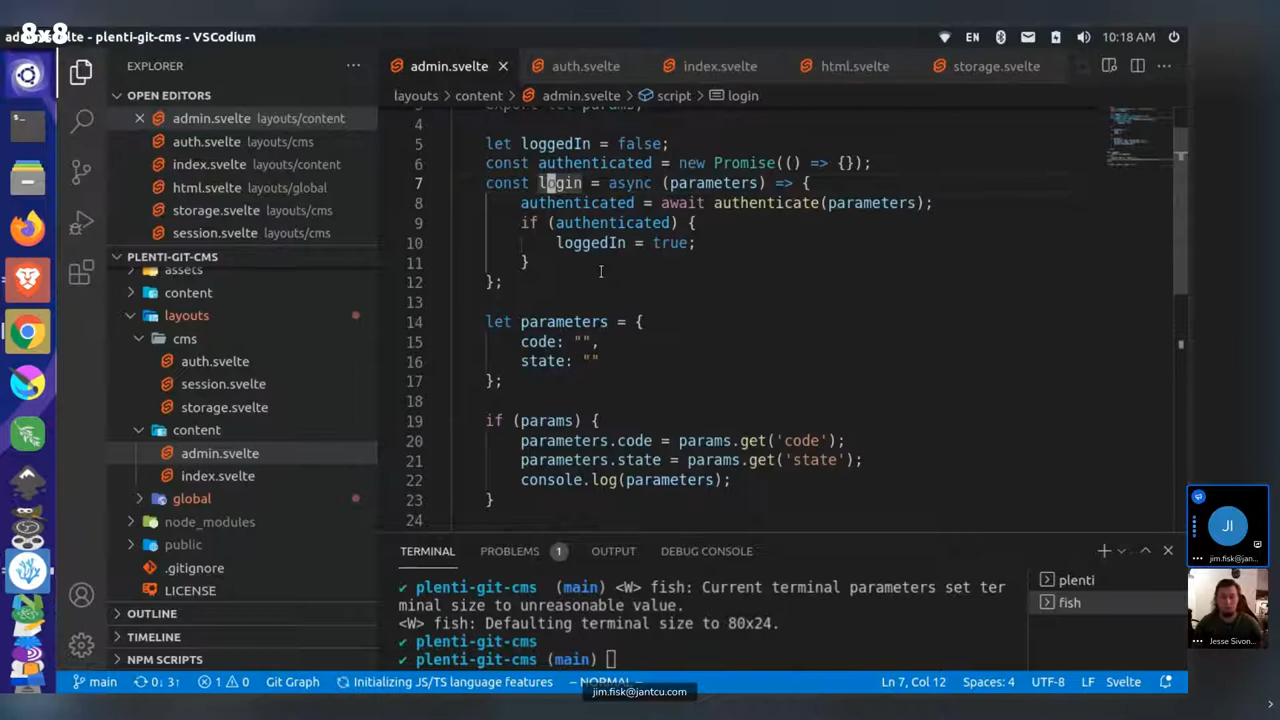 8x8
plenti-git-cms - VSCodium
EN
10:18 AM
EXPLORER
OPEN EDITORS
admin.svelte layouts/content
auth.svelte layouts/cms
index.svelte layouts/content
html.svelte layouts/global
storage.svelte layouts/cms
session.svelte layouts/cms
PLENTI-GIT-CMS
assets
content
layouts
cms
auth.svelte
session.svelte
storage.svelte
content
admin.svelte
index.svelte
global
node_modules
public
.gitignore
LICENSE
OUTLINE
TIMELINE
NPM SCRIPTS
admin.svelte auth.svelte index.svelte html.svelte storage.svelte
layouts > content > admin.svelte > script > login
4
5 let loggedIn = false;
6 const authenticated = new Promise(() => {});
7 const login = async (parameters) => {
8 authenticated = await authenticate(parameters);
9 if (authenticated) {
10 loggedIn = true;
11 }
12 };
13
14 let parameters = {
15 code: "",
16 state: ""
17 };
18
19 if (params) {
20 parameters.code = params.get('code');
21 parameters.state = params.get('state');
22 console.log(parameters);
23 }
24
TERMINAL PROBLEMS 1 OUTPUT DEBUG CONSOLE
✔ plenti-git-cms (main) <W> fish: Current terminal parameters set ter
minal size to unreasonable value.
<W> fish: Defaulting terminal size to 80x24.
✔ plenti-git-cms
✔ plenti-git-cms (main)
plenti
fish
JI
jim.fisk@jan...
Jesse Sivon...
main 0↓ 3↑ 1 0 Git Graph Initializing JS/TS language features -- NORMAL -- Ln 7, Col 12 Spaces: 4 UTF-8 LF Svelte
jim.fisk@jantcu.com